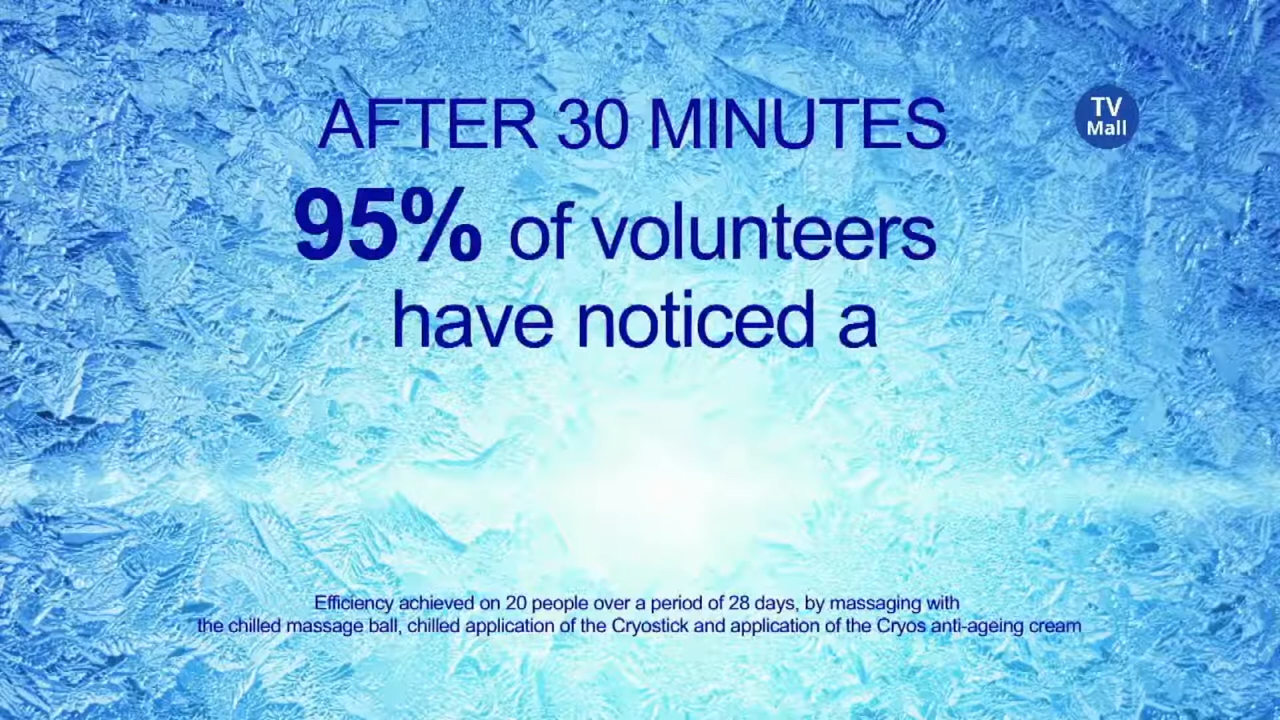 AFTER 30 MINUTES
TV
Mall
95% of volunteers
have noticed a
Efficiency achieved on 20 people over a period of 28 days, by massaging with
the chilled massage ball, chilled application of the Cryostick and application of the Cryos anti-ageing cream